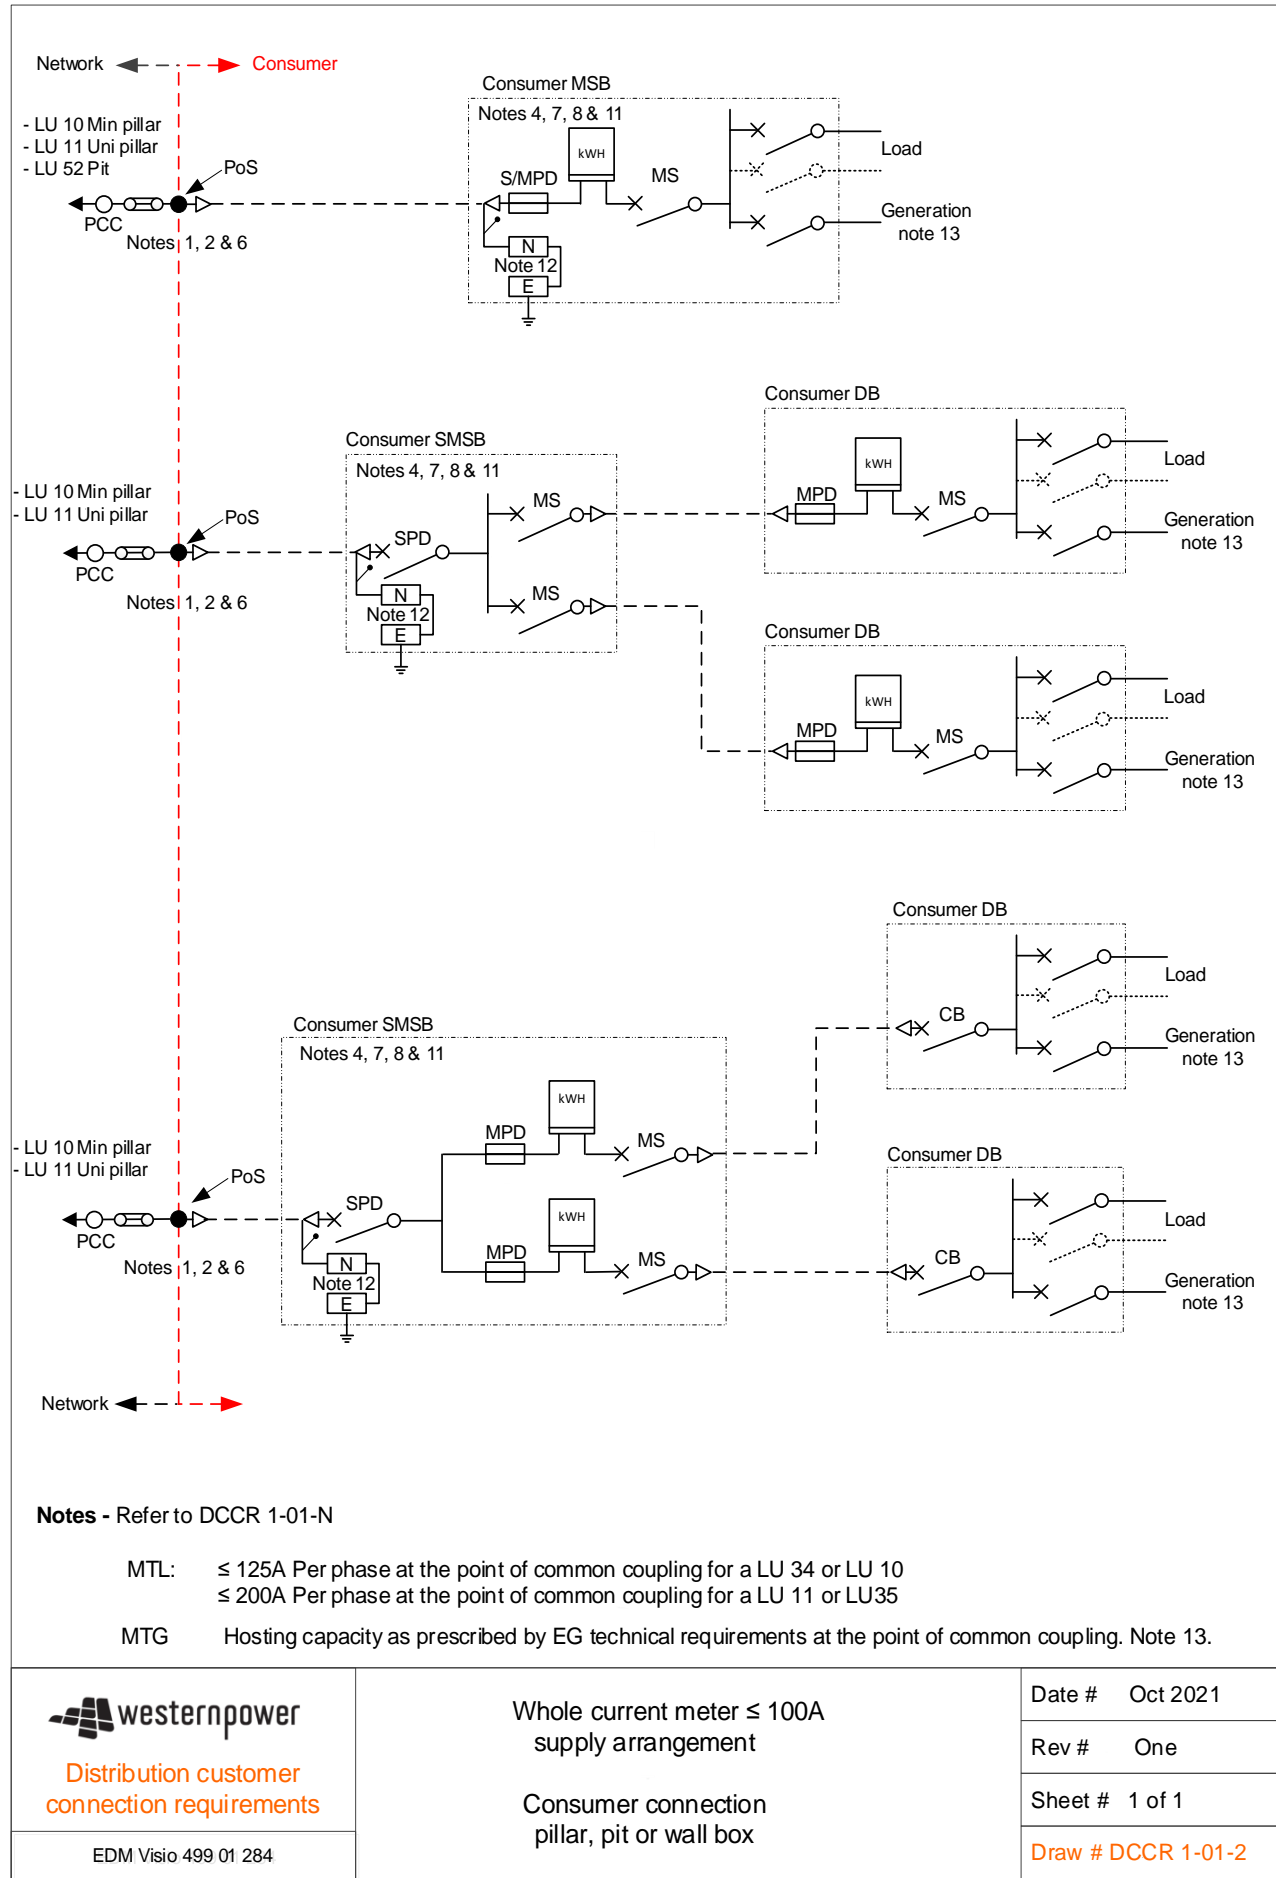 Network
Consumer
- LU 10 Min pillar
- LU 11 Uni pillar
- LU 52 Pit
PoS
PCC
Notes 1, 2 & 6
Consumer MSB
Notes 4, 7, 8 & 11
kWH
S/MPD
MS
N
Note 12
E
Load
Generation
note 13
- LU 10 Min pillar
- LU 11 Uni pillar
PoS
PCC
Notes 1, 2 & 6
Consumer SMSB
Notes 4, 7, 8 & 11
SPD
N
Note 12
E
MS
MS
Consumer DB
kWH
MPD
MS
Load
Generation
note 13
Consumer DB
kWH
MPD
MS
Load
Generation
note 13
- LU 10 Min pillar
- LU 11 Uni pillar
PoS
PCC
Notes 1, 2 & 6
Consumer SMSB
Notes 4, 7, 8 & 11
SPD
N
Note 12
E
MPD
kWH
MS
MPD
kWH
MS
Consumer DB
CB
Load
Generation
note 13
Consumer DB
CB
Load
Generation
note 13
Network
Notes - Refer to DCCR 1-01-N
MTL: ≤ 125A Per phase at the point of common coupling for a LU 34 or LU 10
≤ 200A Per phase at the point of common coupling for a LU 11 or LU35
MTG Hosting capacity as prescribed by EG technical requirements at the point of common coupling. Note 13.
westernpower
Distribution customer
connection requirements
EDM Visio 499 01 284
Whole current meter ≤ 100A
supply arrangement
Consumer connection
pillar, pit or wall box
Date # Oct 2021
Rev # One
Sheet # 1 of 1
Draw # DCCR 1-01-2